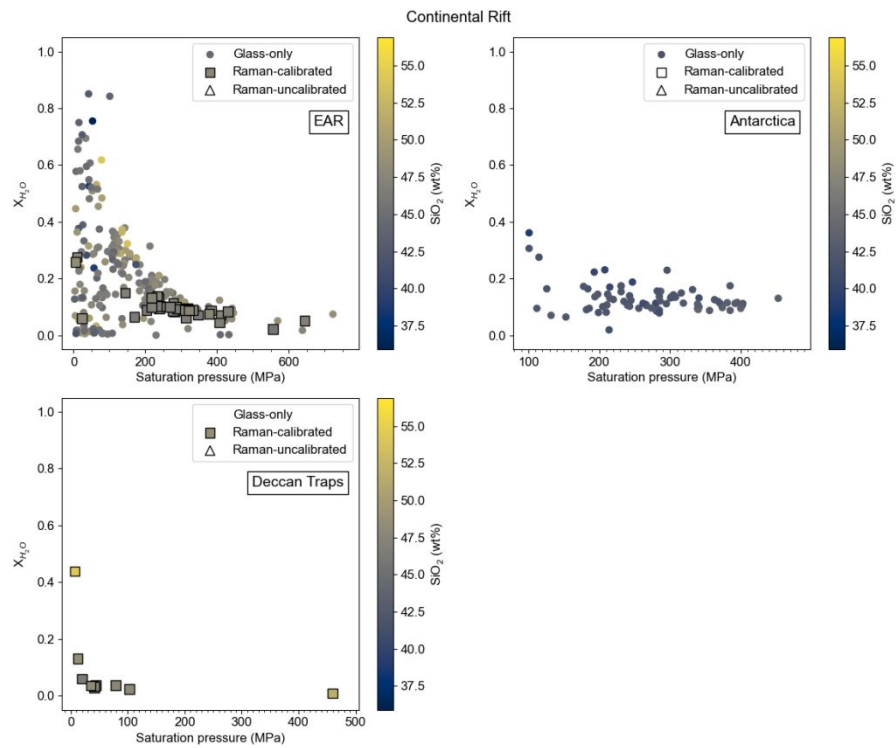 Continental Rift
Glass-only
Raman-calibrated
Raman-uncalibrated
EAR
1.0
0.8
0.6
0.4
0.2
0.0
X_{H_2O}
0 200 400 600
Saturation pressure (MPa)
55.0
52.5
50.0
47.5
45.0
42.5
40.0
37.5
SiO₂ (wt%)
Glass-only
Raman-calibrated
Raman-uncalibrated
Antarctica
1.0
0.8
0.6
0.4
0.2
0.0
X_{H_2O}
100 200 300 400
Saturation pressure (MPa)
55.0
52.5
50.0
47.5
45.0
42.5
40.0
37.5
SiO₂ (wt%)
Glass-only
Raman-calibrated
Raman-uncalibrated
Deccan Traps
1.0
0.8
0.6
0.4
0.2
0.0
X_{H_2O}
0 100 200 300 400 500
Saturation pressure (MPa)
55.0
52.5
50.0
47.5
45.0
42.5
40.0
37.5
SiO₂ (wt%)